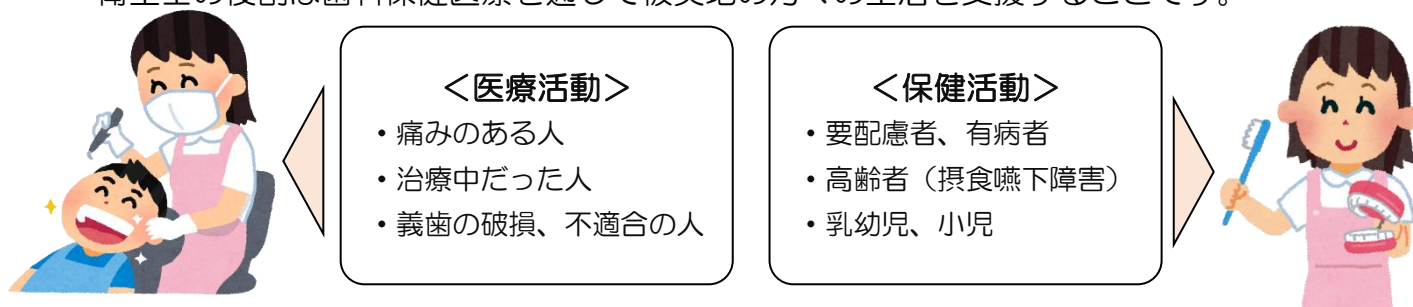 ＜医療活動＞
・痛みのある人
・治療中だった人
・義歯の破損、不適合の人
＜保健活動＞
・要配慮者、有病者
・高齢者（摂食嚥下障害）
・乳幼児、小児